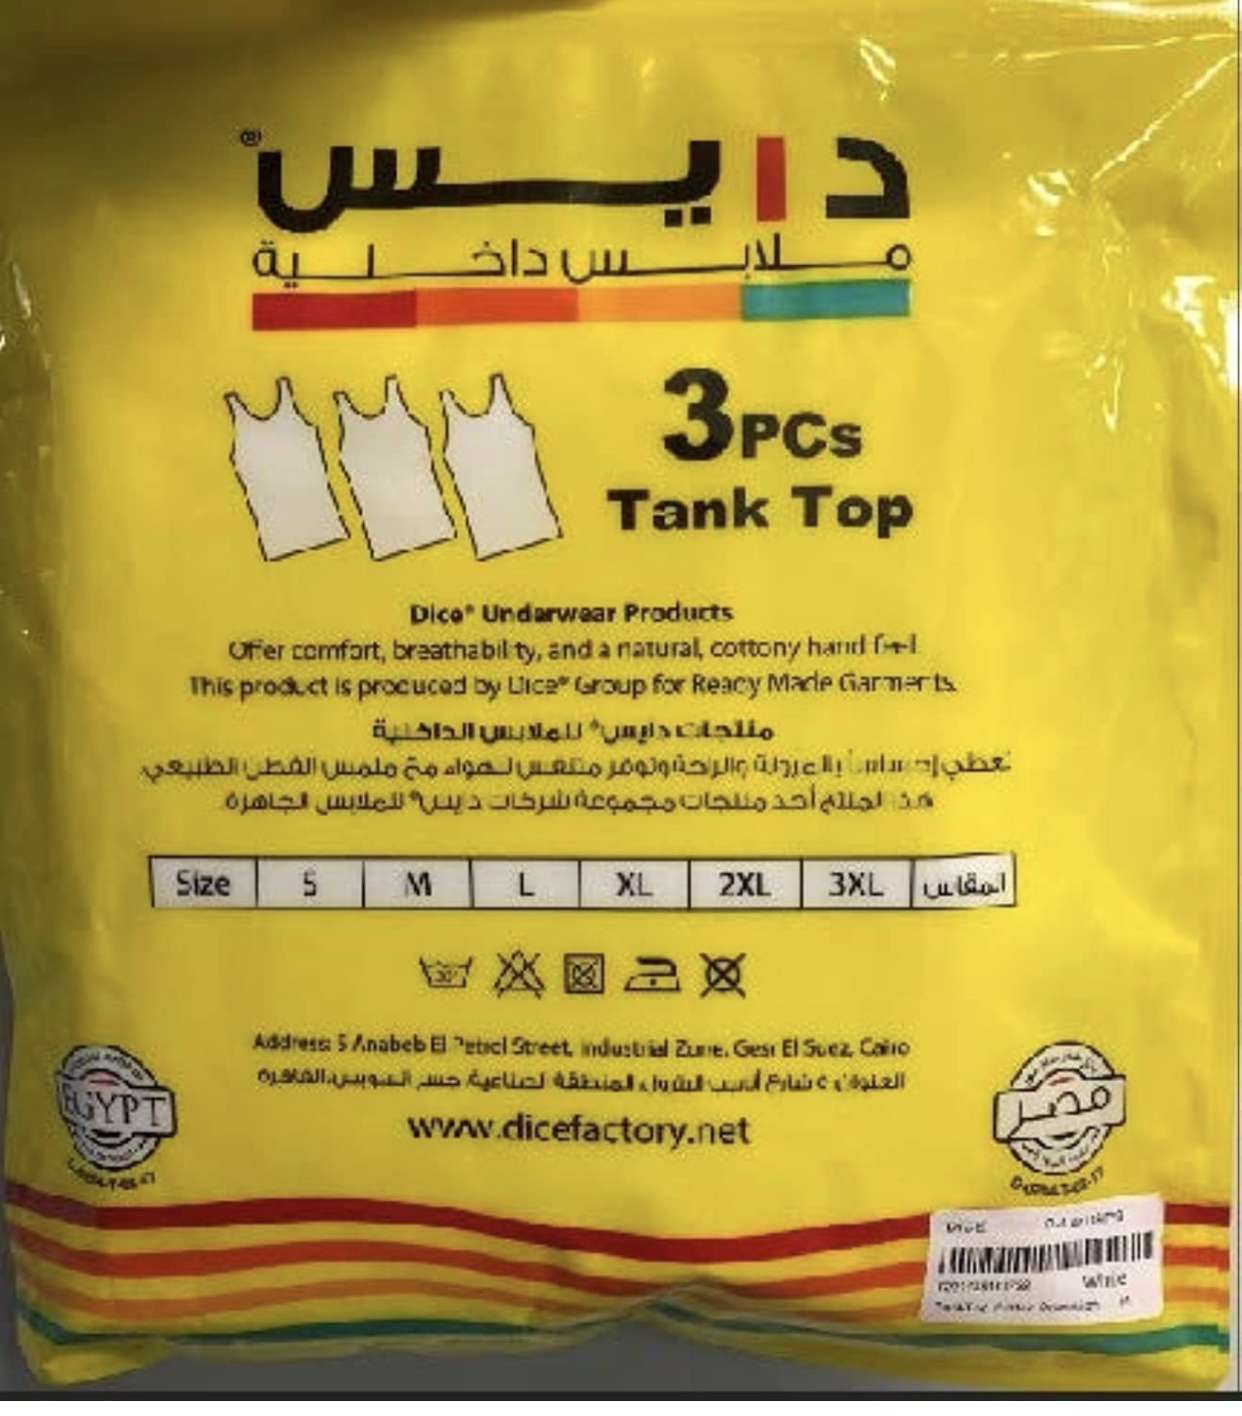 دايس®
ملابس داخلية
3PCs
Tank Top
Dice® Underwear Products
Offer comfort, breathability, and a natural, cottony hand feel.
This product is produced by Dice® Group for Ready Made Garments.
منتجات دايس® للملابس الداخلية
تعطي إحساساً بالمرونة والراحة وتوفر متنفس للهواء مع ملمس القطن الطبيعي.
هذا المنتج أحد منتجات مجموعة شركات دايس® للملابس الجاهزة
Size S M L XL 2XL 3XL المقاس
30°
Address: 5 Anabeb El Petrol Street, Industrial Zone, Gesr El Suez, Cairo
العنوان: ٥ شارع أنابيب البترول، المنطقة الصناعية، جسر السويس، القاهرة
www.dicefactory.net
EGYPT
مصر
White